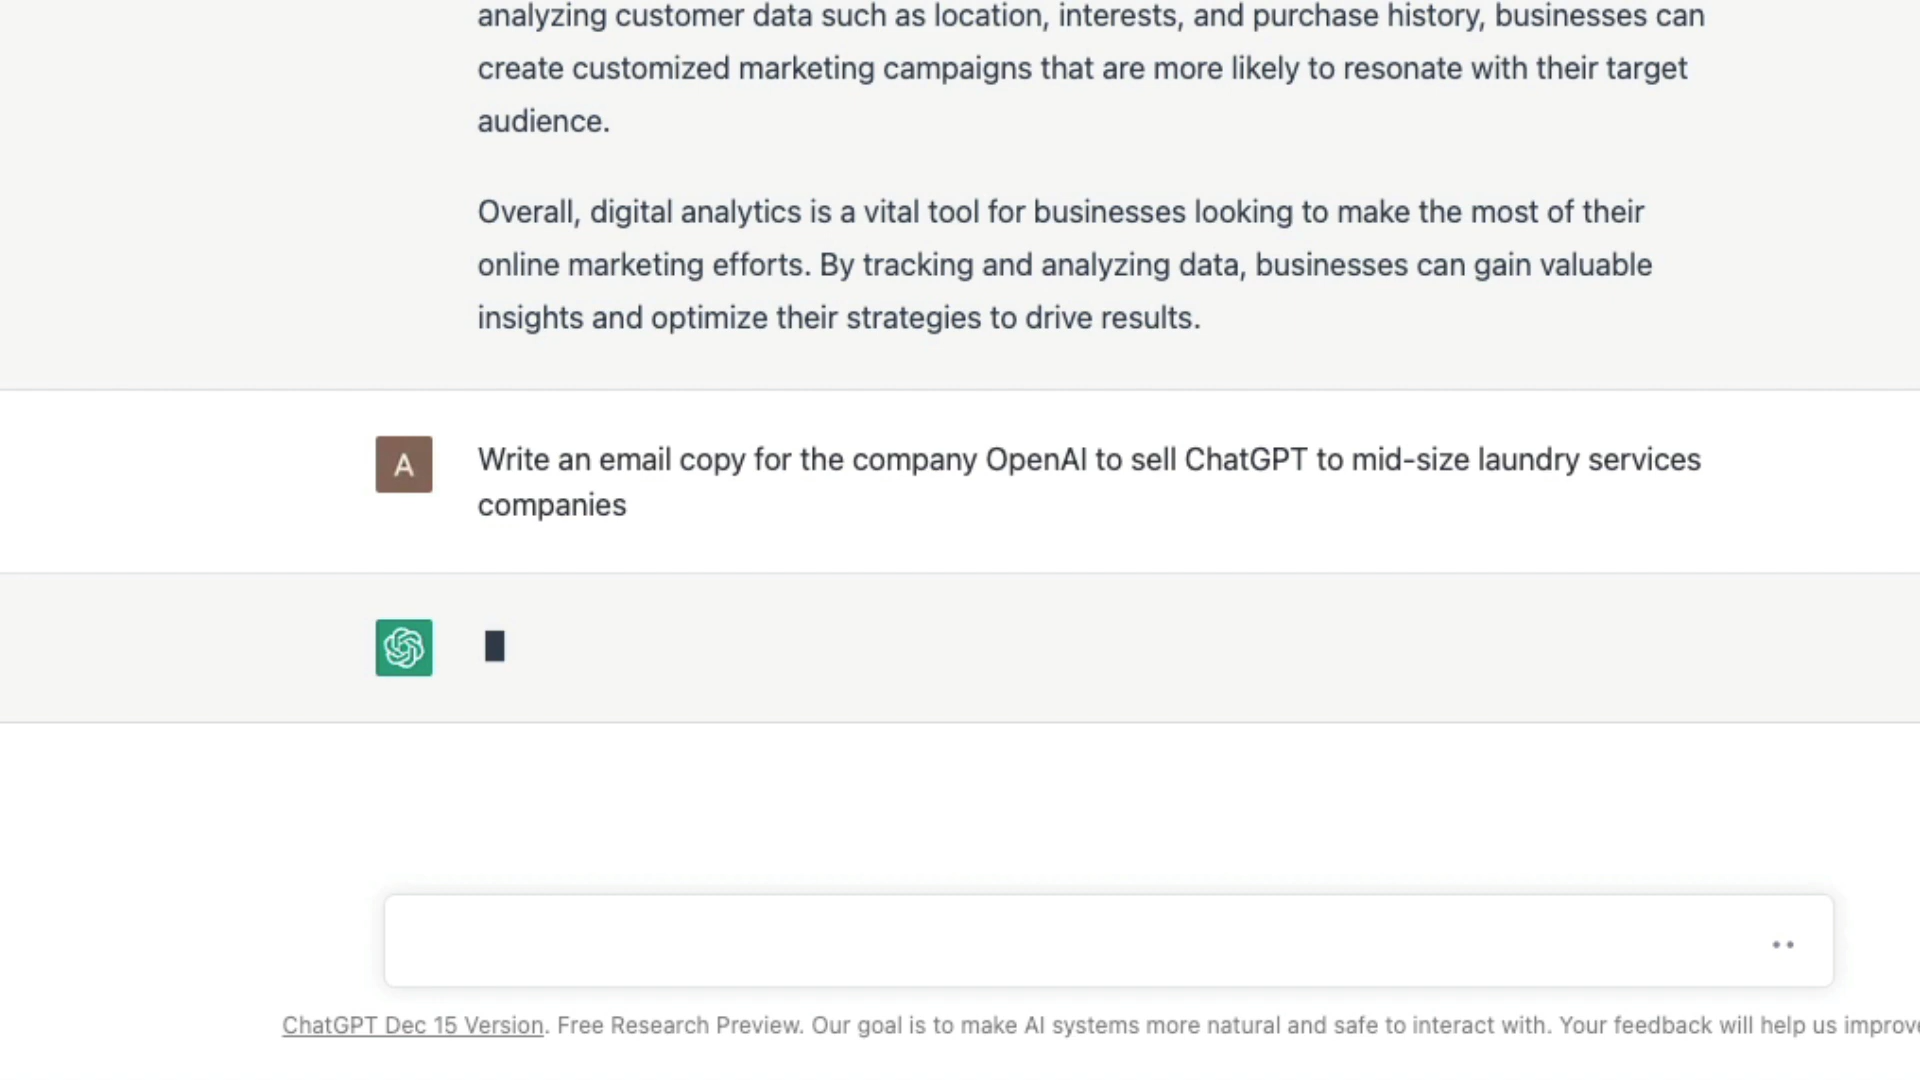 analyzing customer data such as location, interests, and purchase history, businesses can
create customized marketing campaigns that are more likely to resonate with their target
audience.
Overall, digital analytics is a vital tool for businesses looking to make the most of their
online marketing efforts. By tracking and analyzing data, businesses can gain valuable
insights and optimize their strategies to drive results.
A
Write an email copy for the company OpenAI to sell ChatGPT to mid-size laundry services
companies
ChatGPT Dec 15 Version. Free Research Preview. Our goal is to make AI systems more natural and safe to interact with. Your feedback will help us improve